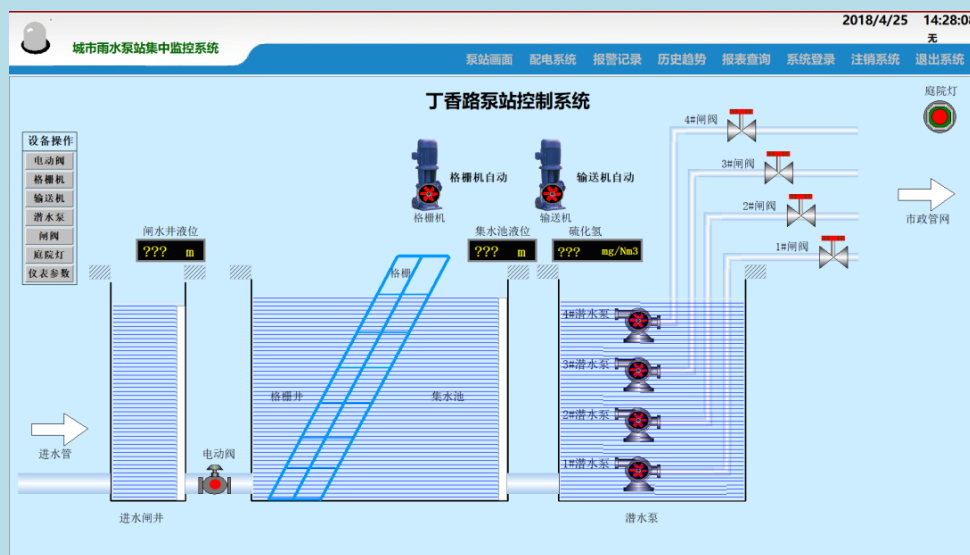 2018/4/25 14:28:08
无
城市雨水泵站集中监控系统
泵站画面 配电系统 报警记录 历史趋势 报表查询 系统登录 注销系统 退出系统
丁香路泵站控制系统
庭院灯
设备操作
电动阀
格栅机
输送机
潜水泵
闸阀
庭院灯
仪表参数
格栅机自动
格栅机
输送机自动
输送机
4#闸阀
3#闸阀
2#闸阀
1#闸阀
市政管网
闸水井液位
??? m
集水池液位
??? m
硫化氢
??? mg/Nm3
格栅
格栅井
集水池
4#潜水泵
3#潜水泵
2#潜水泵
1#潜水泵
进水管
电动阀
进水闸井
潜水泵